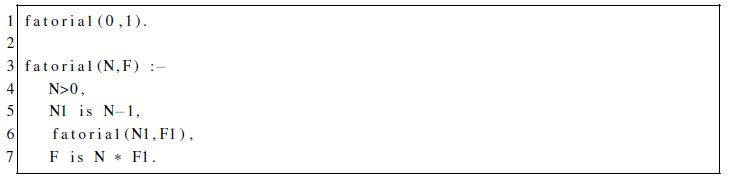 1 fatorial(0,1).
2
3 fatorial(N,F) :–
4 N>0,
5 N1 is N–1,
6 fatorial(N1,F1),
7 F is N * F1.